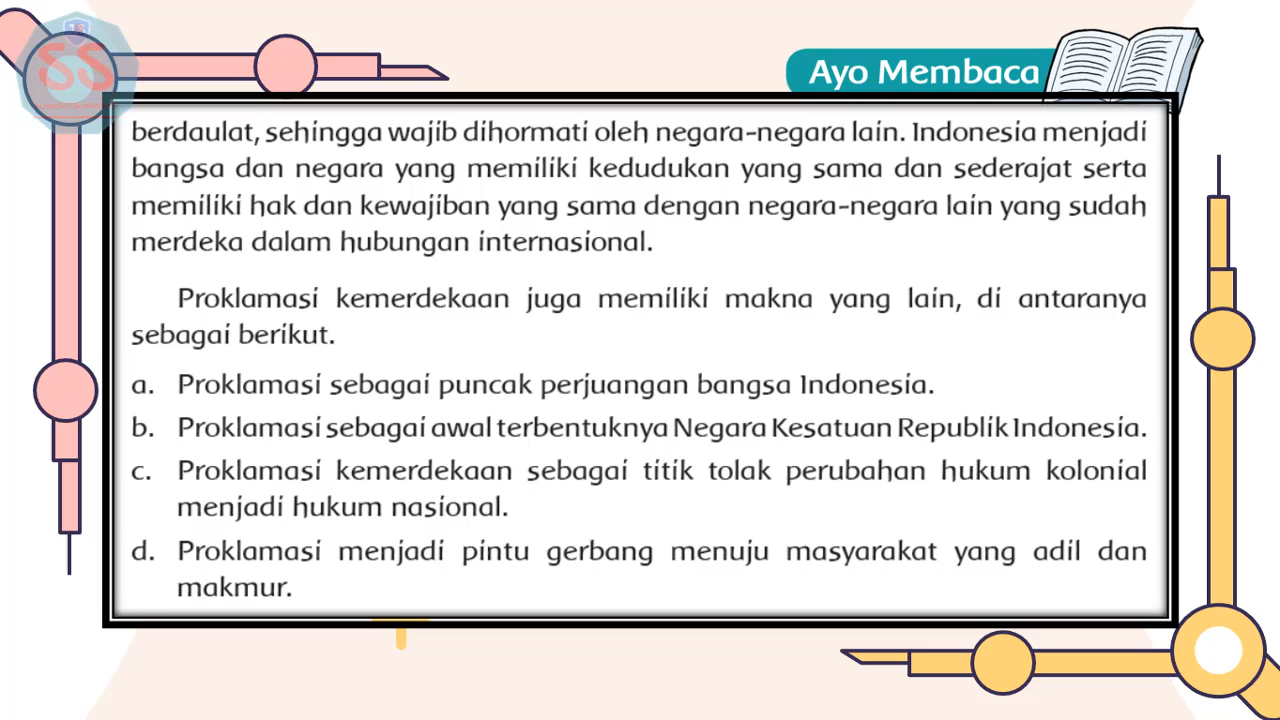 SS
Ayo Membaca
berdaulat, sehingga wajib dihormati oleh negara-negara lain. Indonesia menjadi
bangsa dan negara yang memiliki kedudukan yang sama dan sederajat serta
memiliki hak dan kewajiban yang sama dengan negara-negara lain yang sudah
merdeka dalam hubungan internasional.
Proklamasi kemerdekaan juga memiliki makna yang lain, di antaranya
sebagai berikut.
a. Proklamasi sebagai puncak perjuangan bangsa Indonesia.
b. Proklamasi sebagai awal terbentuknya Negara Kesatuan Republik Indonesia.
c. Proklamasi kemerdekaan sebagai titik tolak perubahan hukum kolonial
menjadi hukum nasional.
d. Proklamasi menjadi pintu gerbang menuju masyarakat yang adil dan
makmur.